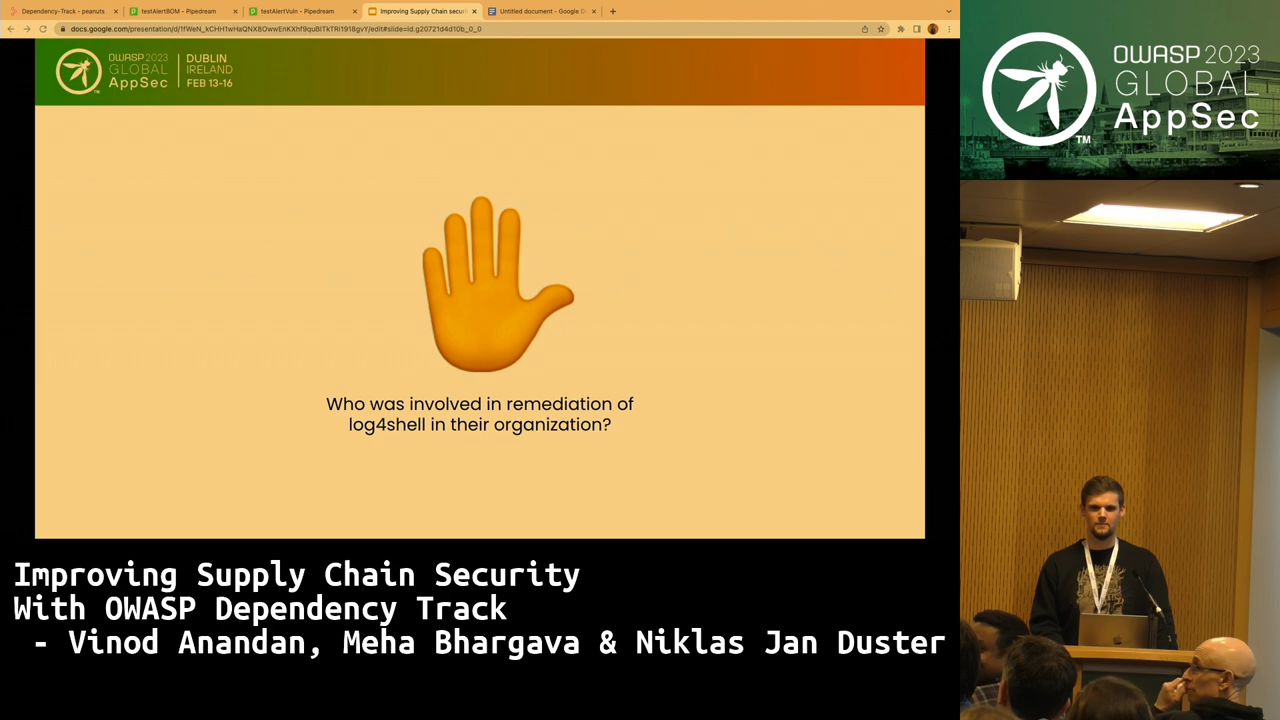 Dependency-Track - peanuts
testAlertBOM - Pipedream
testAlertVuln - Pipedream
Improving Supply Chain securi
Untitled document - Google D
OWASP 2023
GLOBAL
AppSec
TM
DUBLIN
IRELAND
FEB 13-16
Who was involved in remediation of
log4shell in their organization?
Improving Supply Chain Security
With OWASP Dependency Track
- Vinod Anandan, Meha Bhargava & Niklas Jan Duster
OWASP 2023
GLOBAL
AppSec
TM